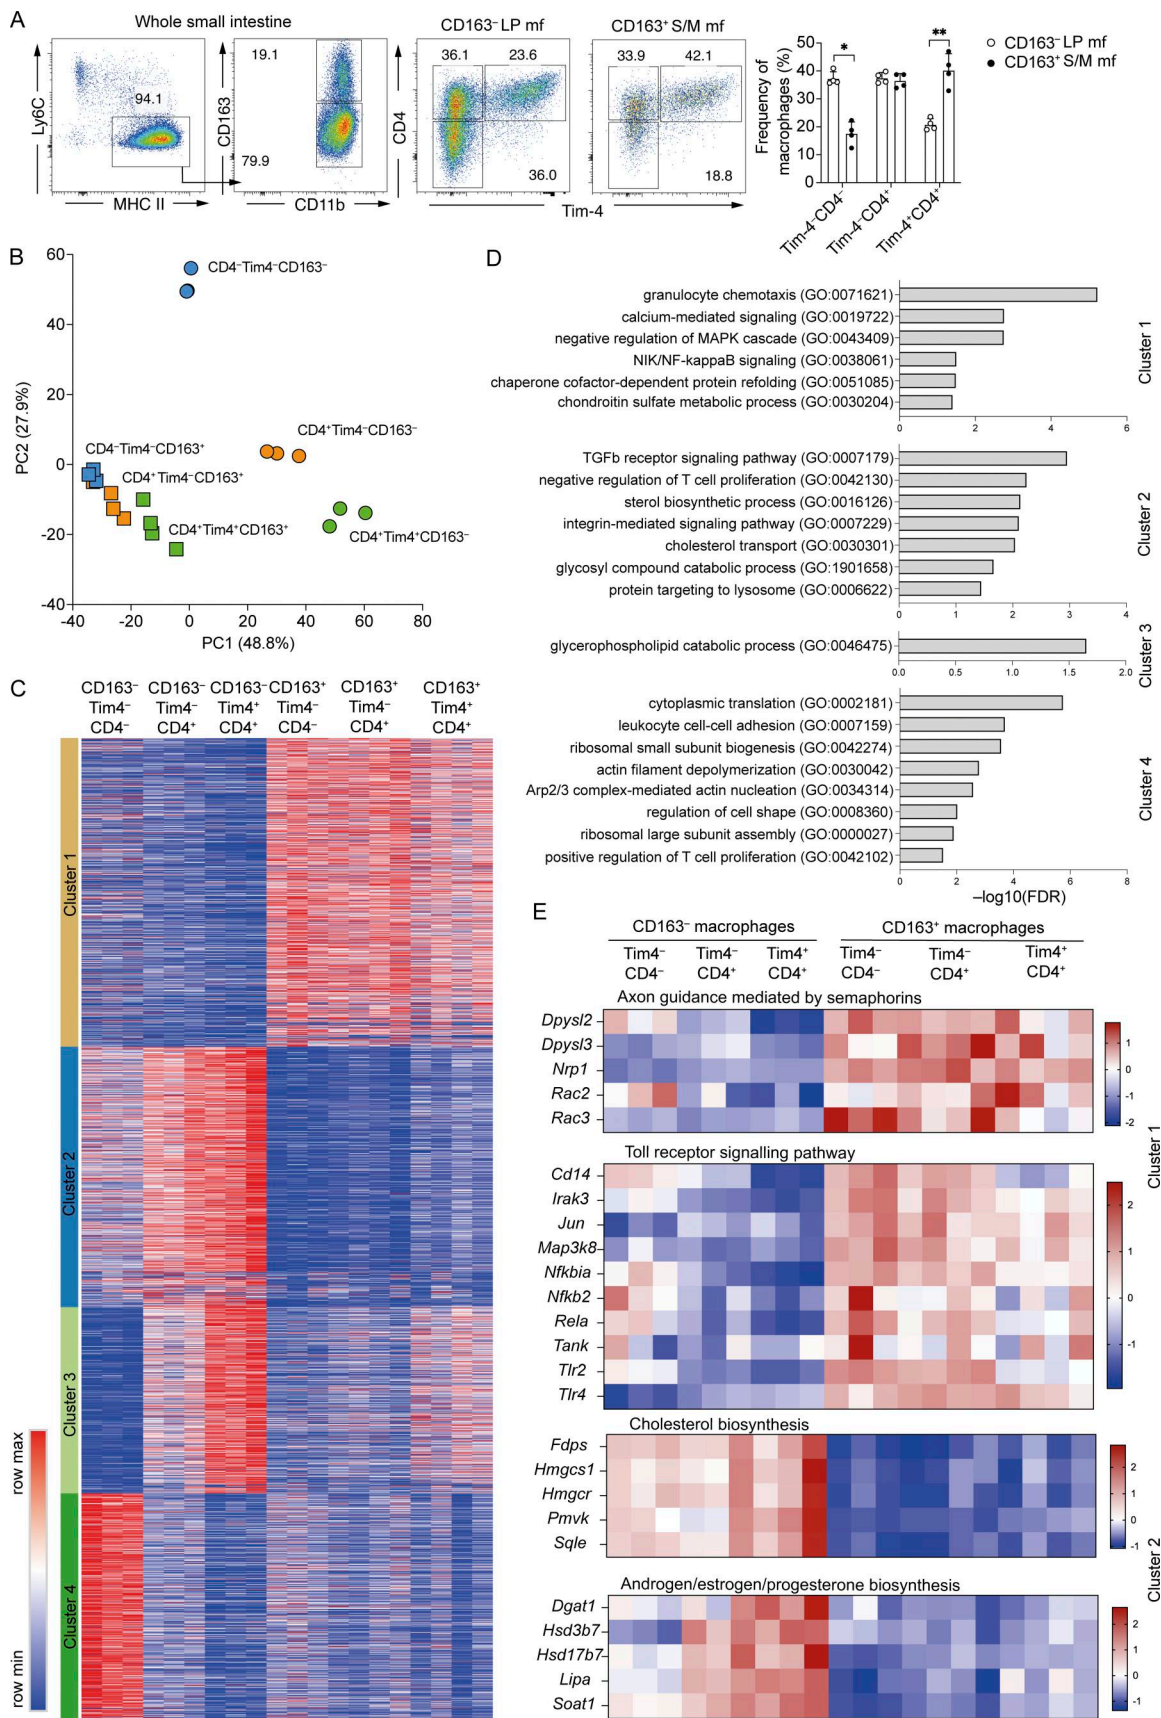 A
Whole small intestine
CD163⁻ LP mf
CD163⁺ S/M mf
Ly6C
94.1
MHC II
CD163
19.1
79.9
CD11b
CD4
36.1
23.6
36.0
33.9
42.1
18.8
Tim-4
Frequency of
macrophages (%)
50
40
30
20
10
0
*
**
CD163⁻ LP mf
CD163⁺ S/M mf
Tim-4⁻CD4⁻
Tim-4⁻CD4⁺
Tim-4⁺CD4⁺
B
PC2 (27.9%)
60
40
20
0
-20
-40
CD4⁻Tim4⁻CD163⁻
CD4⁺Tim4⁻CD163⁻
CD4⁻Tim4⁻CD163⁺
CD4⁺Tim4⁻CD163⁺
CD4⁺Tim4⁺CD163⁺
CD4⁺Tim4⁺CD163⁻
-40 -20 0 20 40 60 80
PC1 (48.8%)
C
CD163⁻ CD163⁻ CD163⁻ CD163⁺ CD163⁺ CD163⁺
Tim4⁻ Tim4⁻ Tim4⁺ Tim4⁻ Tim4⁻ Tim4⁺
CD4⁻ CD4⁺ CD4⁺ CD4⁻ CD4⁺ CD4⁺
Cluster 1
Cluster 2
Cluster 3
Cluster 4
row max
row min
D
granulocyte chemotaxis (GO:0071621)
calcium-mediated signaling (GO:0019722)
negative regulation of MAPK cascade (GO:0043409)
NIK/NF-kappaB signaling (GO:0038061)
chaperone cofactor-dependent protein refolding (GO:0051085)
chondroitin sulfate metabolic process (GO:0030204)
0 2 4 6
Cluster 1
TGFb receptor signaling pathway (GO:0007179)
negative regulation of T cell proliferation (GO:0042130)
sterol biosynthetic process (GO:0016126)
integrin-mediated signaling pathway (GO:0007229)
cholesterol transport (GO:0030301)
glycosyl compound catabolic process (GO:1901658)
protein targeting to lysosome (GO:0006622)
0 1 2 3 4
Cluster 2
glycerophospholipid catabolic process (GO:0046475)
0 0.5 1.0 1.5 2.0
Cluster 3
cytoplasmic translation (GO:0002181)
leukocyte cell-cell adhesion (GO:0007159)
ribosomal small subunit biogenesis (GO:0042274)
actin filament depolymerization (GO:0030042)
Arp2/3 complex-mediated actin nucleation (GO:0034314)
regulation of cell shape (GO:0008360)
ribosomal large subunit assembly (GO:0000027)
positive regulation of T cell proliferation (GO:0042102)
0 2 4 6 8
–log10(FDR)
Cluster 4
E
CD163⁻ macrophages
CD163⁺ macrophages
Tim4⁻ Tim4⁻ Tim4⁺ Tim4⁻ Tim4⁻ Tim4⁺
CD4⁻ CD4⁺ CD4⁺ CD4⁻ CD4⁺ CD4⁺
Axon guidance mediated by semaphorins
Dpysl2
Dpysl3
Nrp1
Rac2
Rac3
1
0
-1
-2
Cluster 1
Toll receptor signalling pathway
Cd14
Irak3
Jun
Map3k8
Nfkbia
Nfkb2
Rela
Tank
Tlr2
Tlr4
2
1
0
-1
Cholesterol biosynthesis
Fdps
Hmgcs1
Hmgcr
Pmvk
Sqle
2
1
0
-1
Cluster 2
Androgen/estrogen/progesterone biosynthesis
Dgat1
Hsd3b7
Hsd17b7
Lipa
Soat1
2
1
0
-1